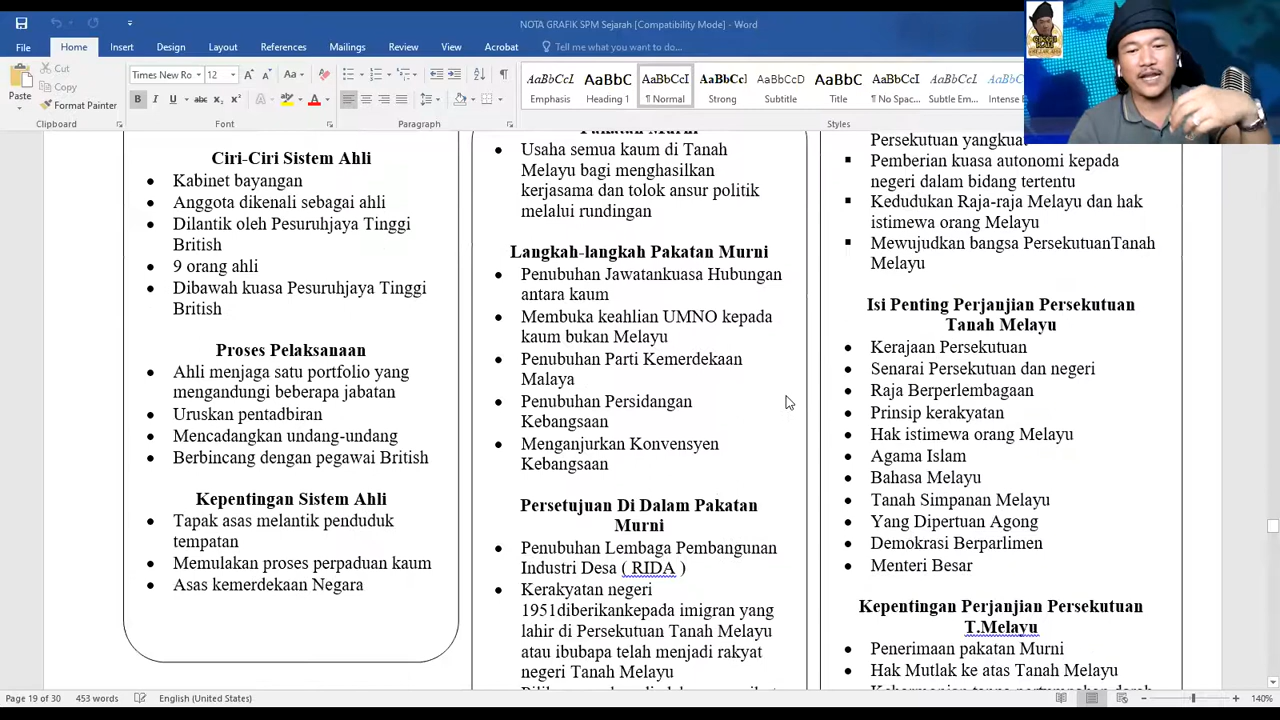 NOTA GRAFIK SPM Sejarah [Compatibility Mode] - Word
File Home Insert Design Layout References Mailings Review View Acrobat Tell me what you want to do...
Paste
Cut
Copy
Format Painter
Times New Ro 12
Clipboard
Font
Paragraph
Styles
AaBbCcL Emphasis
AaBbC Heading 1
AaBbCcI ¶ Normal
AaBbCc Strong
AaBbCcD Subtitle
AaBbC Title
AaBbCcI ¶ No Spac...
AaBbCcL Subtle Em...
AaBbCc Intense
Ciri-Ciri Sistem Ahli
Kabinet bayangan
Anggota dikenali sebagai ahli
Dilantik oleh Pesuruhjaya Tinggi
British
9 orang ahli
Dibawah kuasa Pesuruhjaya Tinggi
British
Proses Pelaksanaan
Ahli menjaga satu portfolio yang
mengandungi beberapa jabatan
Uruskan pentadbiran
Mencadangkan undang-undang
Berbincang dengan pegawai British
Kepentingan Sistem Ahli
Tapak asas melantik penduduk
tempatan
Memulakan proses perpaduan kaum
Asas kemerdekaan Negara
Pakatan Murni
Usaha semua kaum di Tanah
Melayu bagi menghasilkan
kerjasama dan tolok ansur politik
melalui rundingan
Langkah-langkah Pakatan Murni
Penubuhan Jawatankuasa Hubungan
antara kaum
Membuka keahlian UMNO kepada
kaum bukan Melayu
Penubuhan Parti Kemerdekaan
Malaya
Penubuhan Persidangan
Kebangsaan
Menganjurkan Konvensyen
Kebangsaan
Persetujuan Di Dalam Pakatan
Murni
Penubuhan Lembaga Pembangunan
Industri Desa ( RIDA )
Kerakyatan negeri
1951diberikankepada imigran yang
lahir di Persekutuan Tanah Melayu
atau ibubapa telah menjadi rakyat
negeri Tanah Melayu
Persekutuan yangkuat
Pemberian kuasa autonomi kepada
negeri dalam bidang tertentu
Kedudukan Raja-raja Melayu dan hak
istimewa orang Melayu
Mewujudkan bangsa PersekutuanTanah
Melayu
Isi Penting Perjanjian Persekutuan
Tanah Melayu
Kerajaan Persekutuan
Senarai Persekutuan dan negeri
Raja Berperlembagaan
Prinsip kerakyatan
Hak istimewa orang Melayu
Agama Islam
Bahasa Melayu
Tanah Simpanan Melayu
Yang Dipertuan Agong
Demokrasi Berparlimen
Menteri Besar
Kepentingan Perjanjian Persekutuan
T.Melayu
Penerimaan pakatan Murni
Hak Mutlak ke atas Tanah Melayu
Page 19 of 30 453 words English (United States) 140%